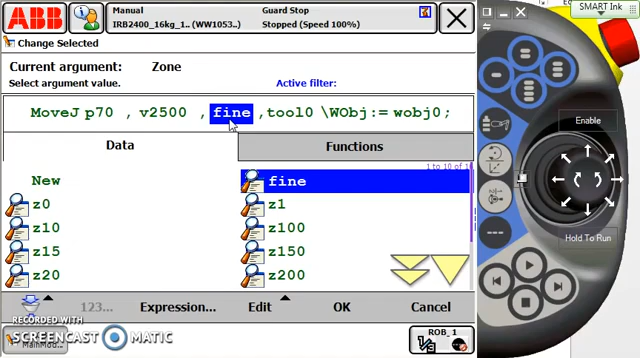 ABB
Manual
IRB2400_16kg_1.. (WW1053..
Guard Stop
Stopped (Speed 100%)
SMART Ink
Change Selected
Current argument: Zone
Select argument value.
Active filter:
MoveJ p70 , v2500 , fine ,tool0 \WObj:= wobj0;
Data
Functions
1 to 10 of 1
New
fine
z0
z1
z10
z100
z15
z150
z20
z200
123...
Expression...
Edit
OK
Cancel
RECORDED WITH
SCREENCAST MATIC
MainMod...
ROB_1
1/3
Enable
Hold To Run